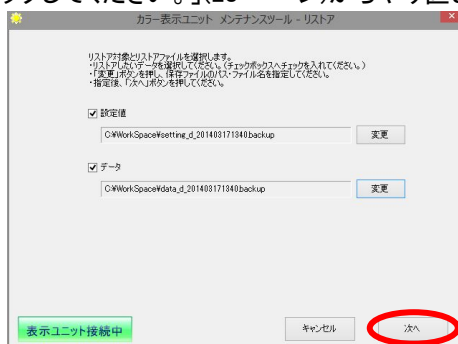 カラー表示ユニット メンテナンスツール - リストア
リストア対象とリストアファイルを選択します。
・リストアしたいデータを選択してください。(チェックボックスへチェックを入れてください。)
・「変更」ボタンを押し、保存ファイルのパス・ファイル名を指定してください。
・指定後、「次へ」ボタンを押してください。
設定値
C:¥WorkSpace¥setting_d_201403171340.backup 変更
データ
C:¥WorkSpace¥data_d_201403171340.backup 変更
表示ユニット接続中 キャンセル 次へ